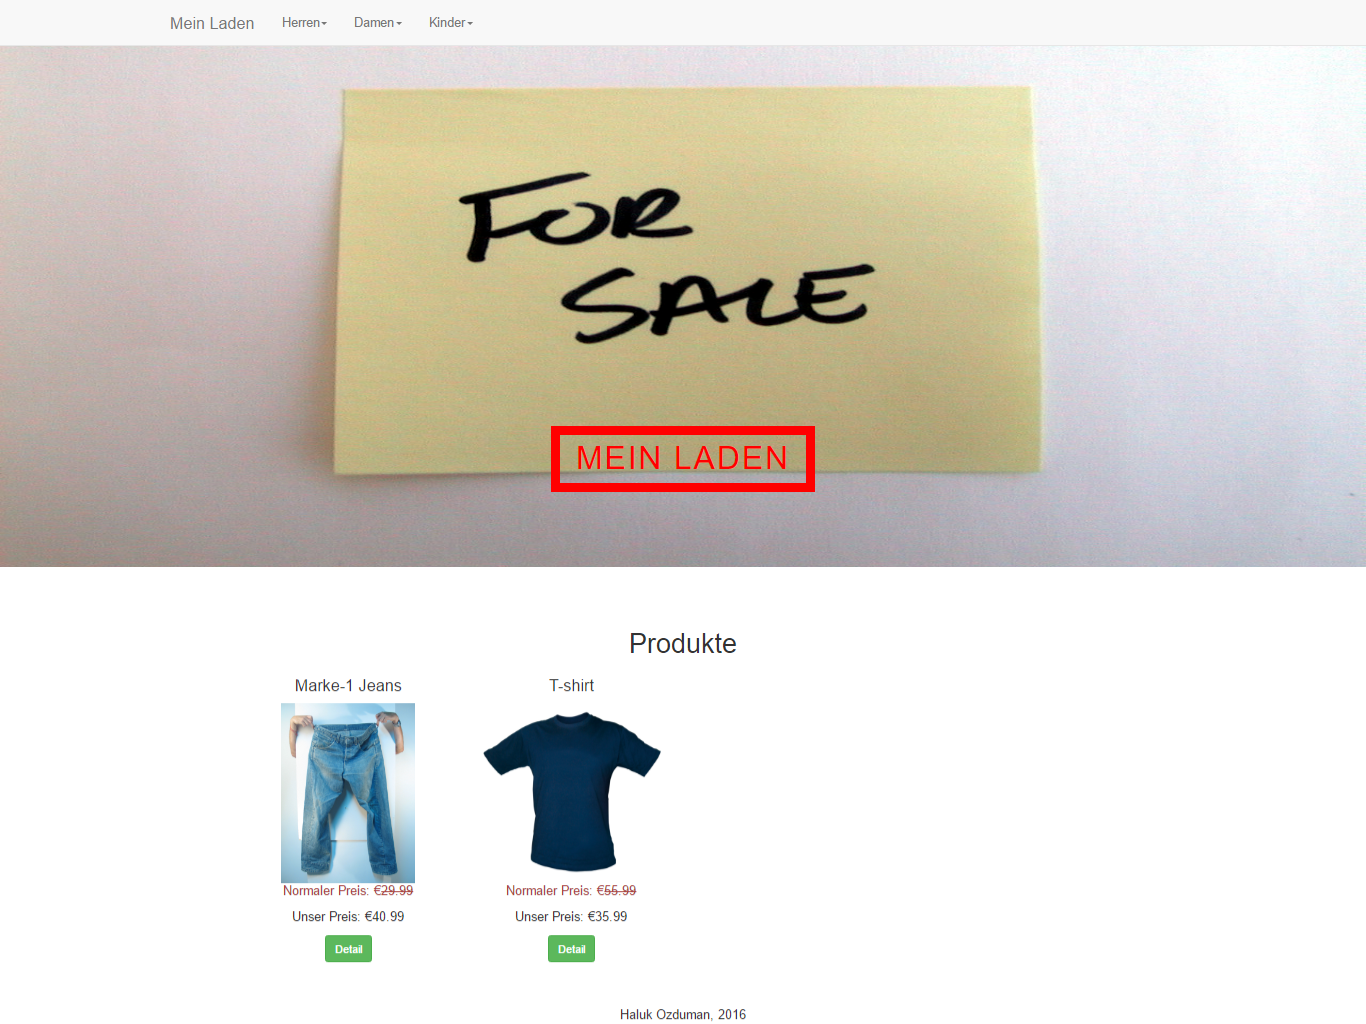 Mein Laden Herren Damen Kinder
FOR
SALE
MEIN LADEN
Produkte
Marke-1 Jeans T-shirt
Normaler Preis: €29.99 Normaler Preis: €55.99
Unser Preis: €40.99 Unser Preis: €35.99
Detail Detail
Haluk Ozduman, 2016